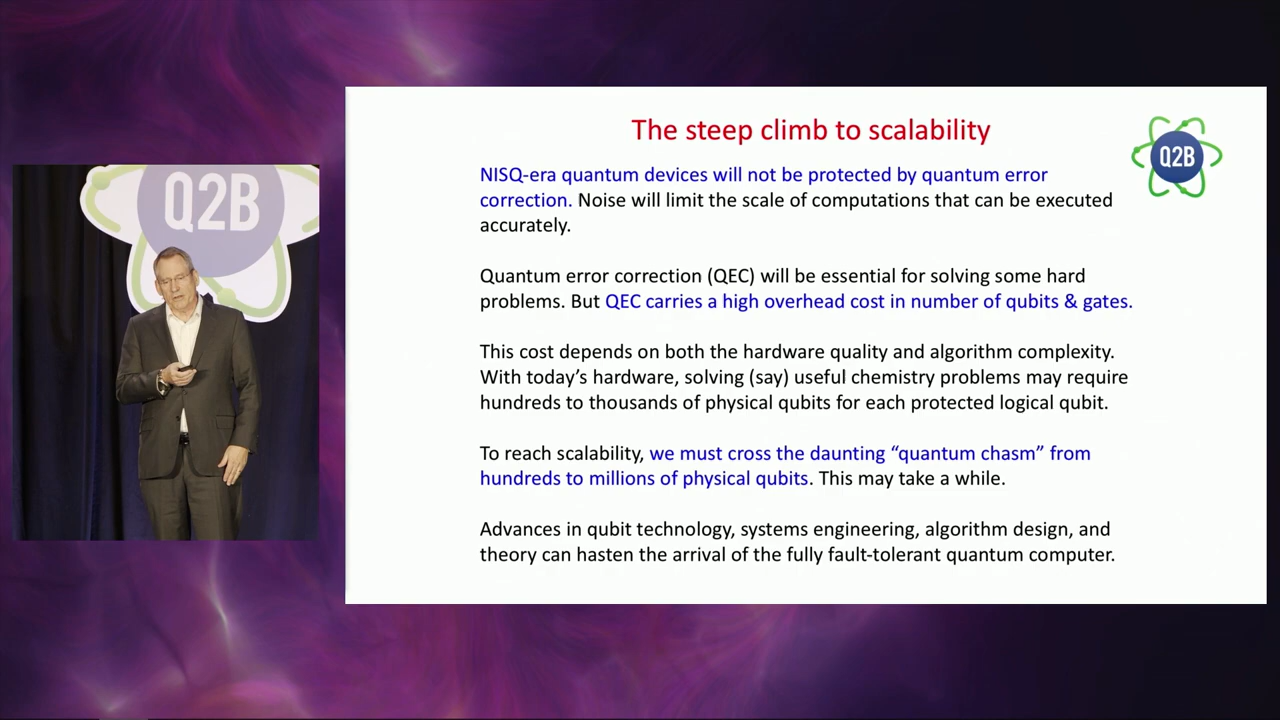 Q2B
The steep climb to scalability
Q2B
NISQ-era quantum devices will not be protected by quantum error
correction. Noise will limit the scale of computations that can be executed
accurately.
Quantum error correction (QEC) will be essential for solving some hard
problems. But QEC carries a high overhead cost in number of qubits & gates.
This cost depends on both the hardware quality and algorithm complexity.
With today’s hardware, solving (say) useful chemistry problems may require
hundreds to thousands of physical qubits for each protected logical qubit.
To reach scalability, we must cross the daunting “quantum chasm” from
hundreds to millions of physical qubits. This may take a while.
Advances in qubit technology, systems engineering, algorithm design, and
theory can hasten the arrival of the fully fault-tolerant quantum computer.